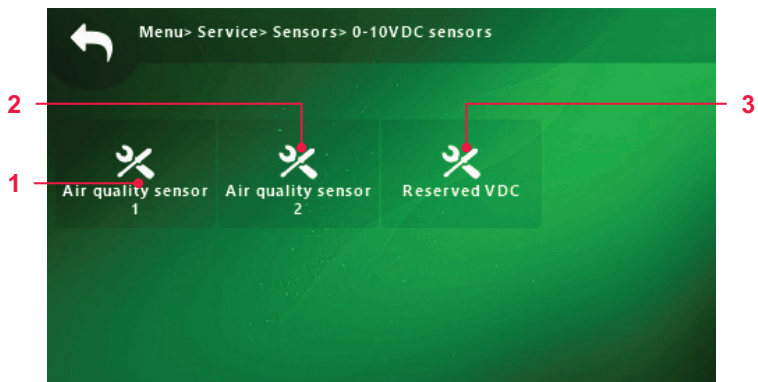 Menu> Service> Sensors> 0-10VDC sensors
2
3
1
Air quality sensor
1
Air quality sensor
2
Reserved VDC